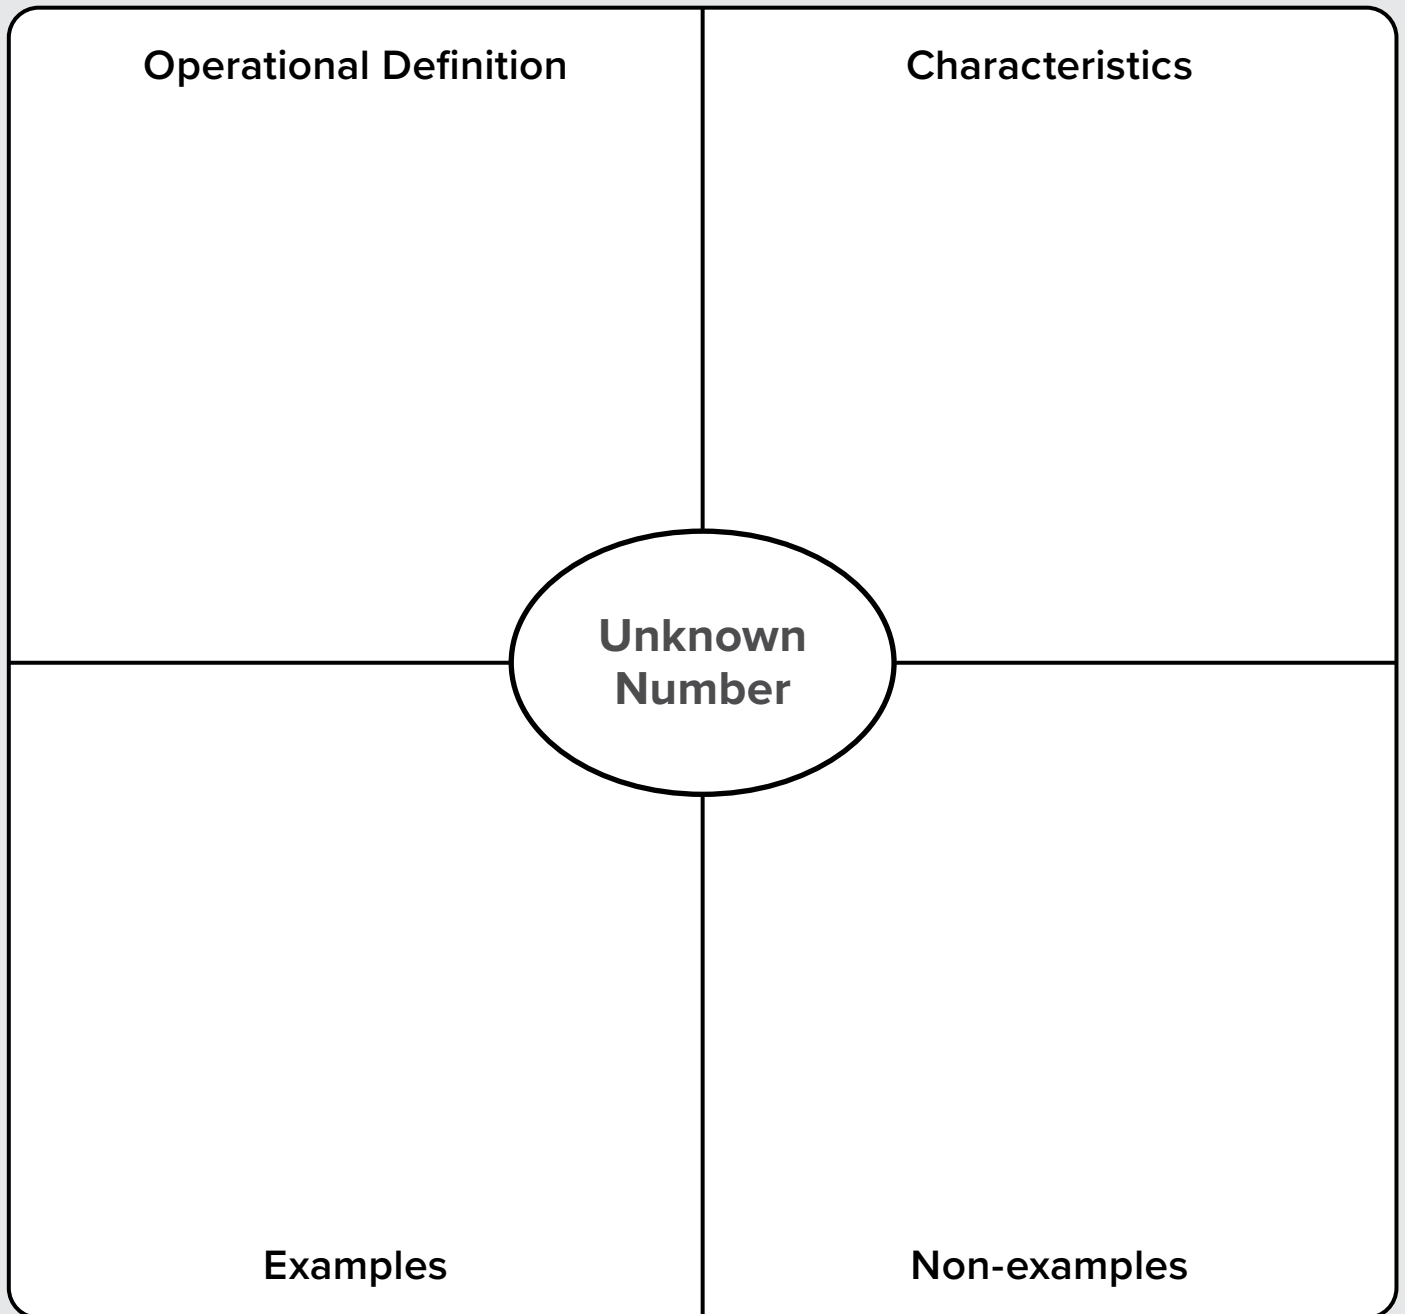 Operational Definition
Characteristics
Unknown
Number
Examples
Non-examples